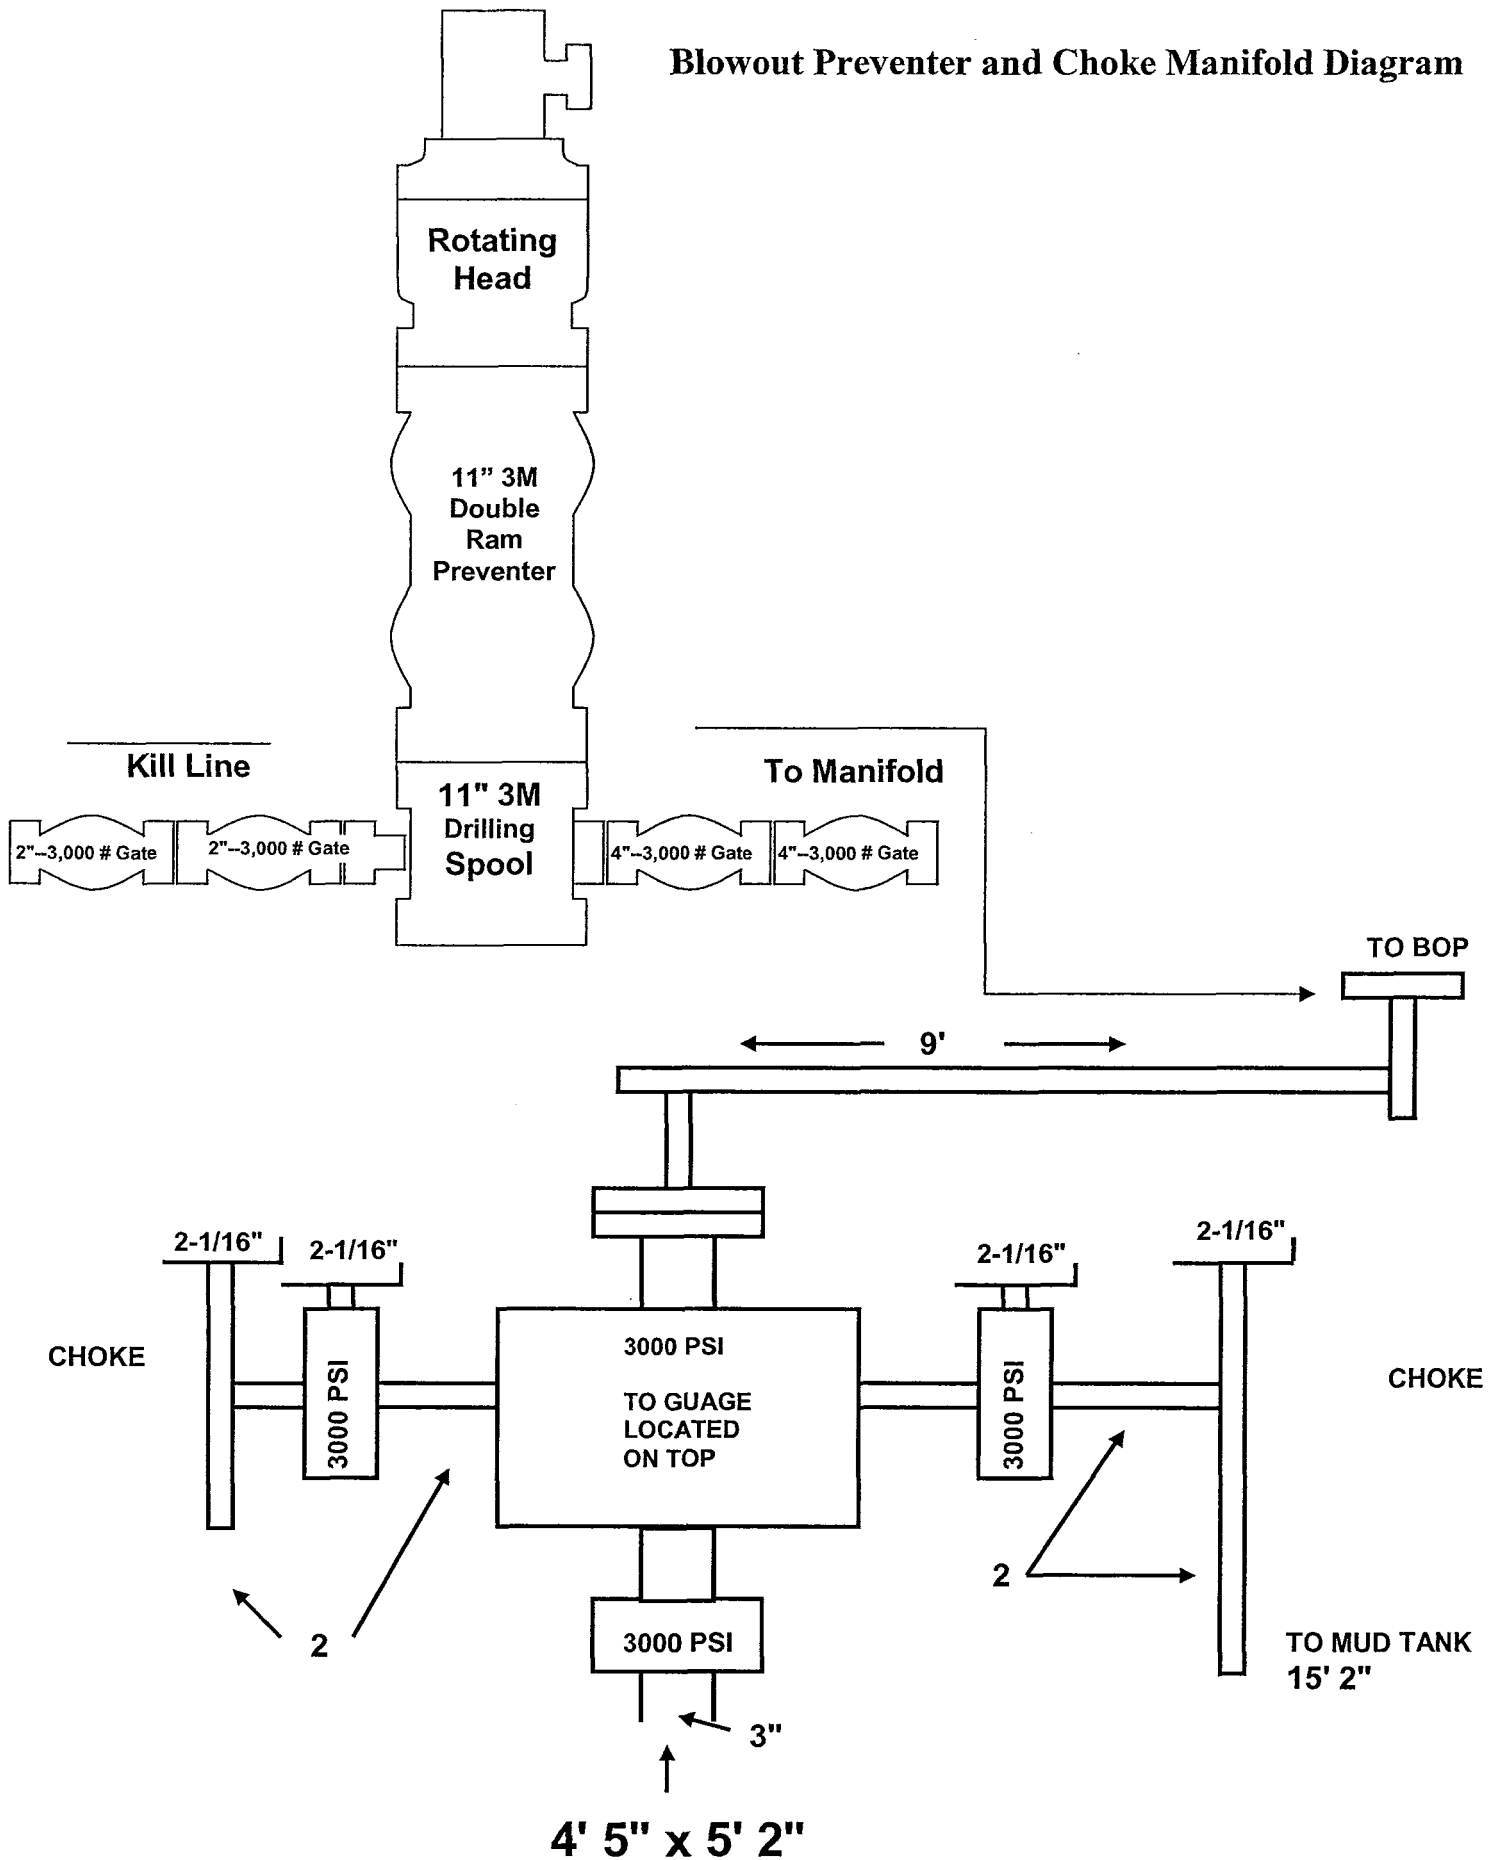 Blowout Preventer and Choke Manifold Diagram
Rotating
Head
11” 3M
Double
Ram
Preventer
Kill Line
To Manifold
11" 3M
Drilling
Spool
2"--3,000 # Gate
2"--3,000 # Gate
4"--3,000 # Gate
4"--3,000 # Gate
TO BOP
9'
2-1/16"
2-1/16"
2-1/16"
2-1/16"
CHOKE
3000 PSI
3000 PSI
TO GUAGE
LOCATED
ON TOP
3000 PSI
CHOKE
2
2
3000 PSI
TO MUD TANK
15' 2"
3"
4' 5" x 5' 2"